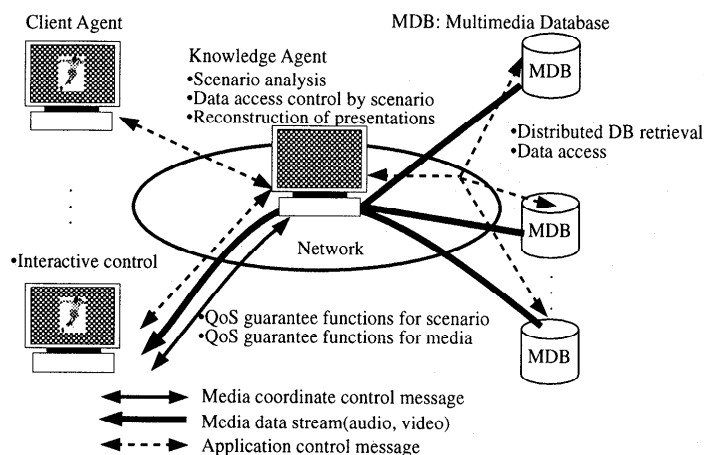 Client Agent
MDB: Multimedia Database
Knowledge Agent
•Scenario analysis
•Data access control by scenario
•Reconstruction of presentations
MDB
•Distributed DB retrieval
•Data access
MDB
Network
•Interactive control
•QoS guarantee functions for scenario
•QoS guarantee functions for media
MDB
Media coordinate control message
Media data stream(audio, video)
Application control message